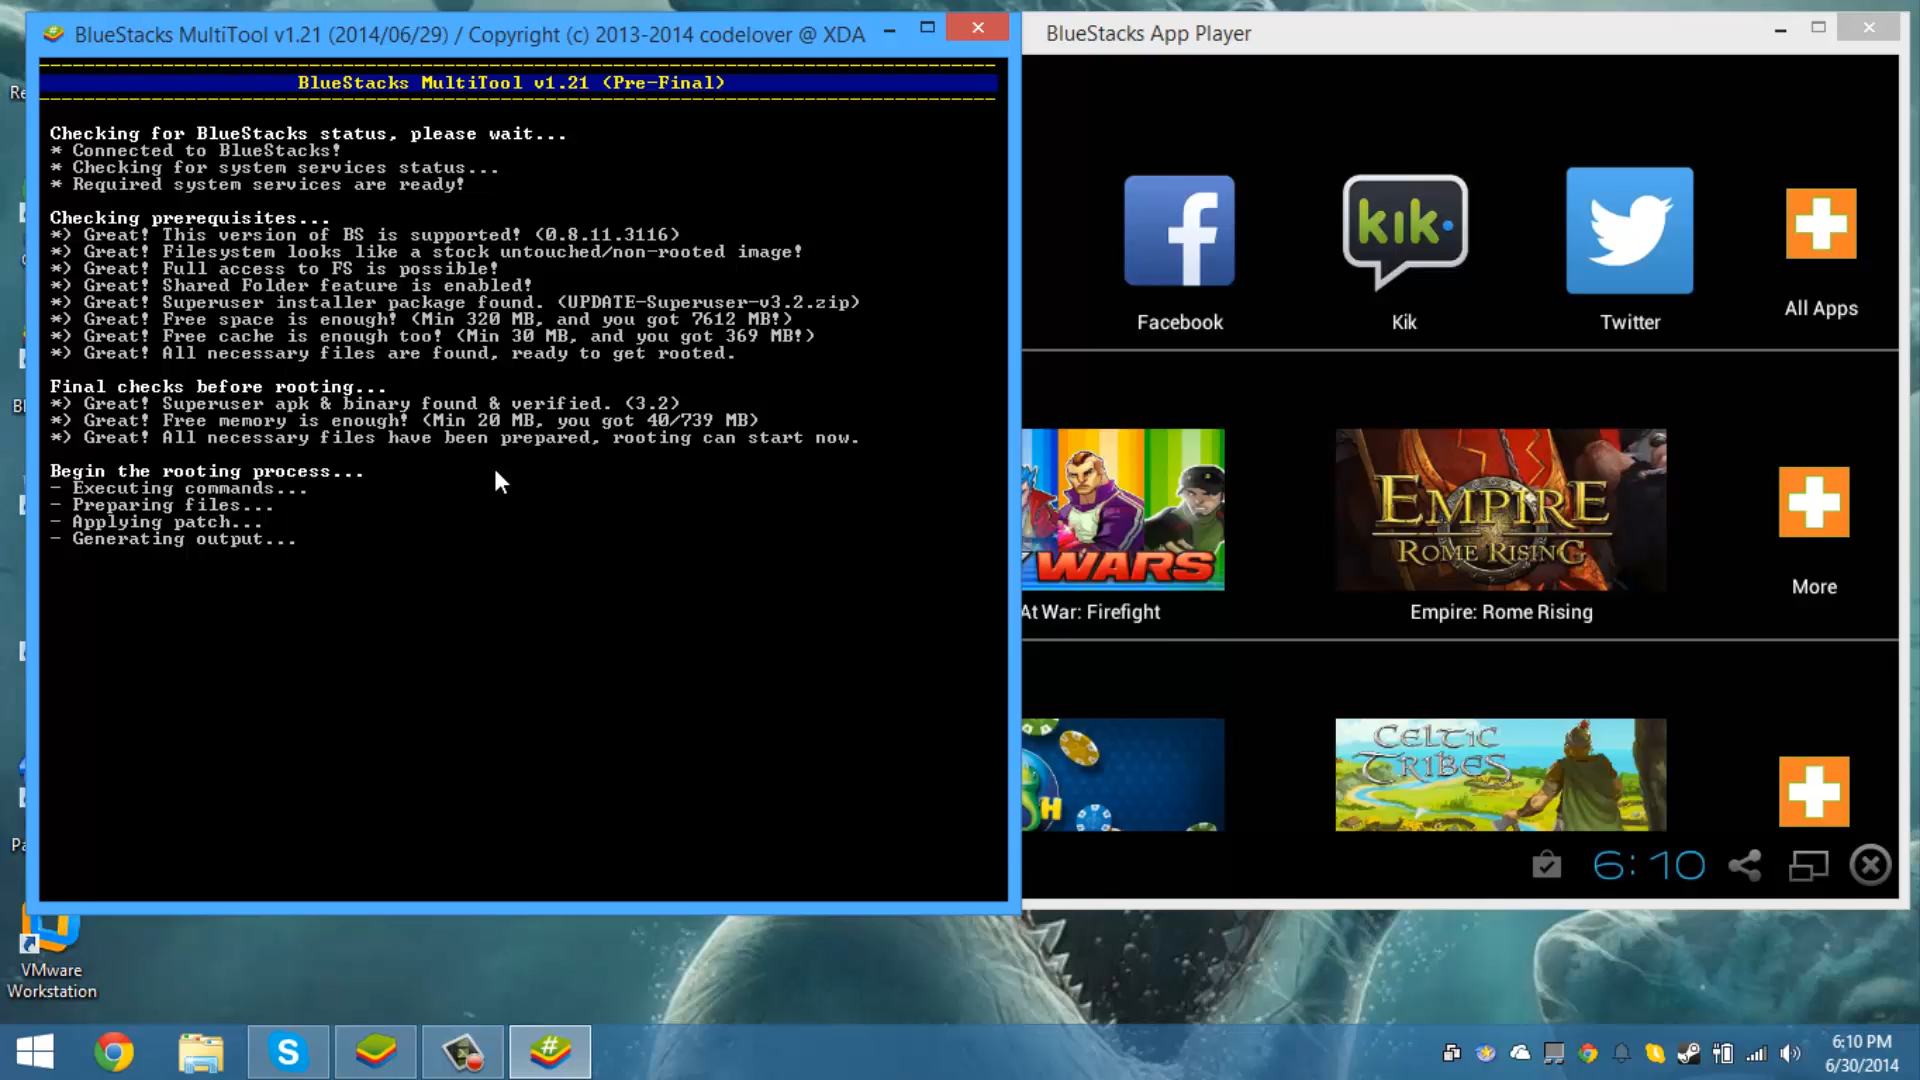 BlueStacks MultiTool v1.21 (2014/06/29) / Copyright (c) 2013-2014 codelover @ XDA
BlueStacks MultiTool v1.21 (Pre-Final)
Checking for BlueStacks status, please wait...
* Connected to BlueStacks!
* Checking for system services status...
* Required system services are ready!
Checking prerequisites...
*) Great! This version of BS is supported! (0.8.11.3116)
*) Great! Filesystem looks like a stock untouched/non-rooted image!
*) Great! Full access to FS is possible!
*) Great! Shared Folder feature is enabled!
*) Great! Superuser installer package found. (UPDATE-Superuser-v3.2.zip)
*) Great! Free space is enough! (Min 320 MB, and you got 7612 MB!)
*) Great! Free cache is enough too! (Min 30 MB, and you got 369 MB!)
*) Great! All necessary files are found, ready to get rooted.
Final checks before rooting...
*) Great! Superuser apk & binary found & verified. (3.2)
*) Great! Free memory is enough! (Min 20 MB, you got 40/739 MB)
*) Great! All necessary files have been prepared, rooting can start now.
Begin the rooting process...
- Executing commands...
- Preparing files...
- Applying patch...
- Generating output...
BlueStacks App Player
kik
Facebook
Kik
Twitter
All Apps
WARS
EMPIRE
ROME RISING
At War: Firefight
Empire: Rome Rising
More
H
CELTIC
TRIBES
6:10
Re
Bl
Pa
VMware
Workstation
6:10 PM
6/30/2014